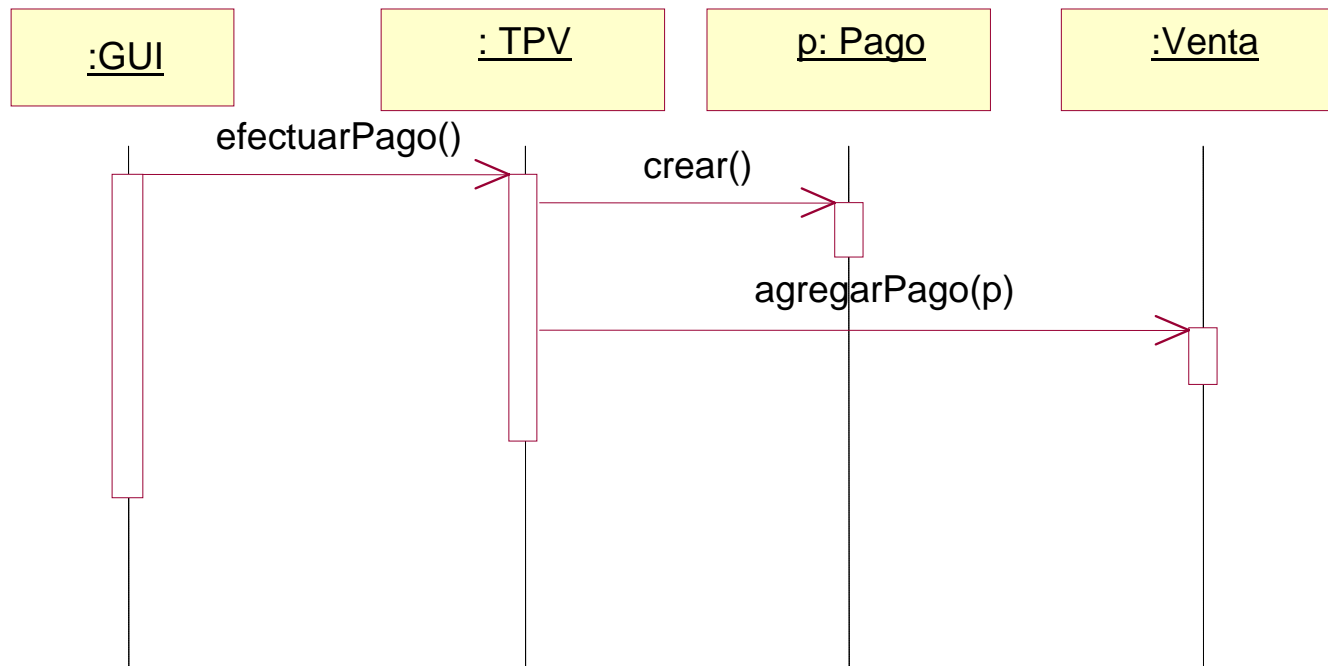 :GUI
: TPV
p: Pago
:Venta
efectuarPago()
crear()
agregarPago(p)